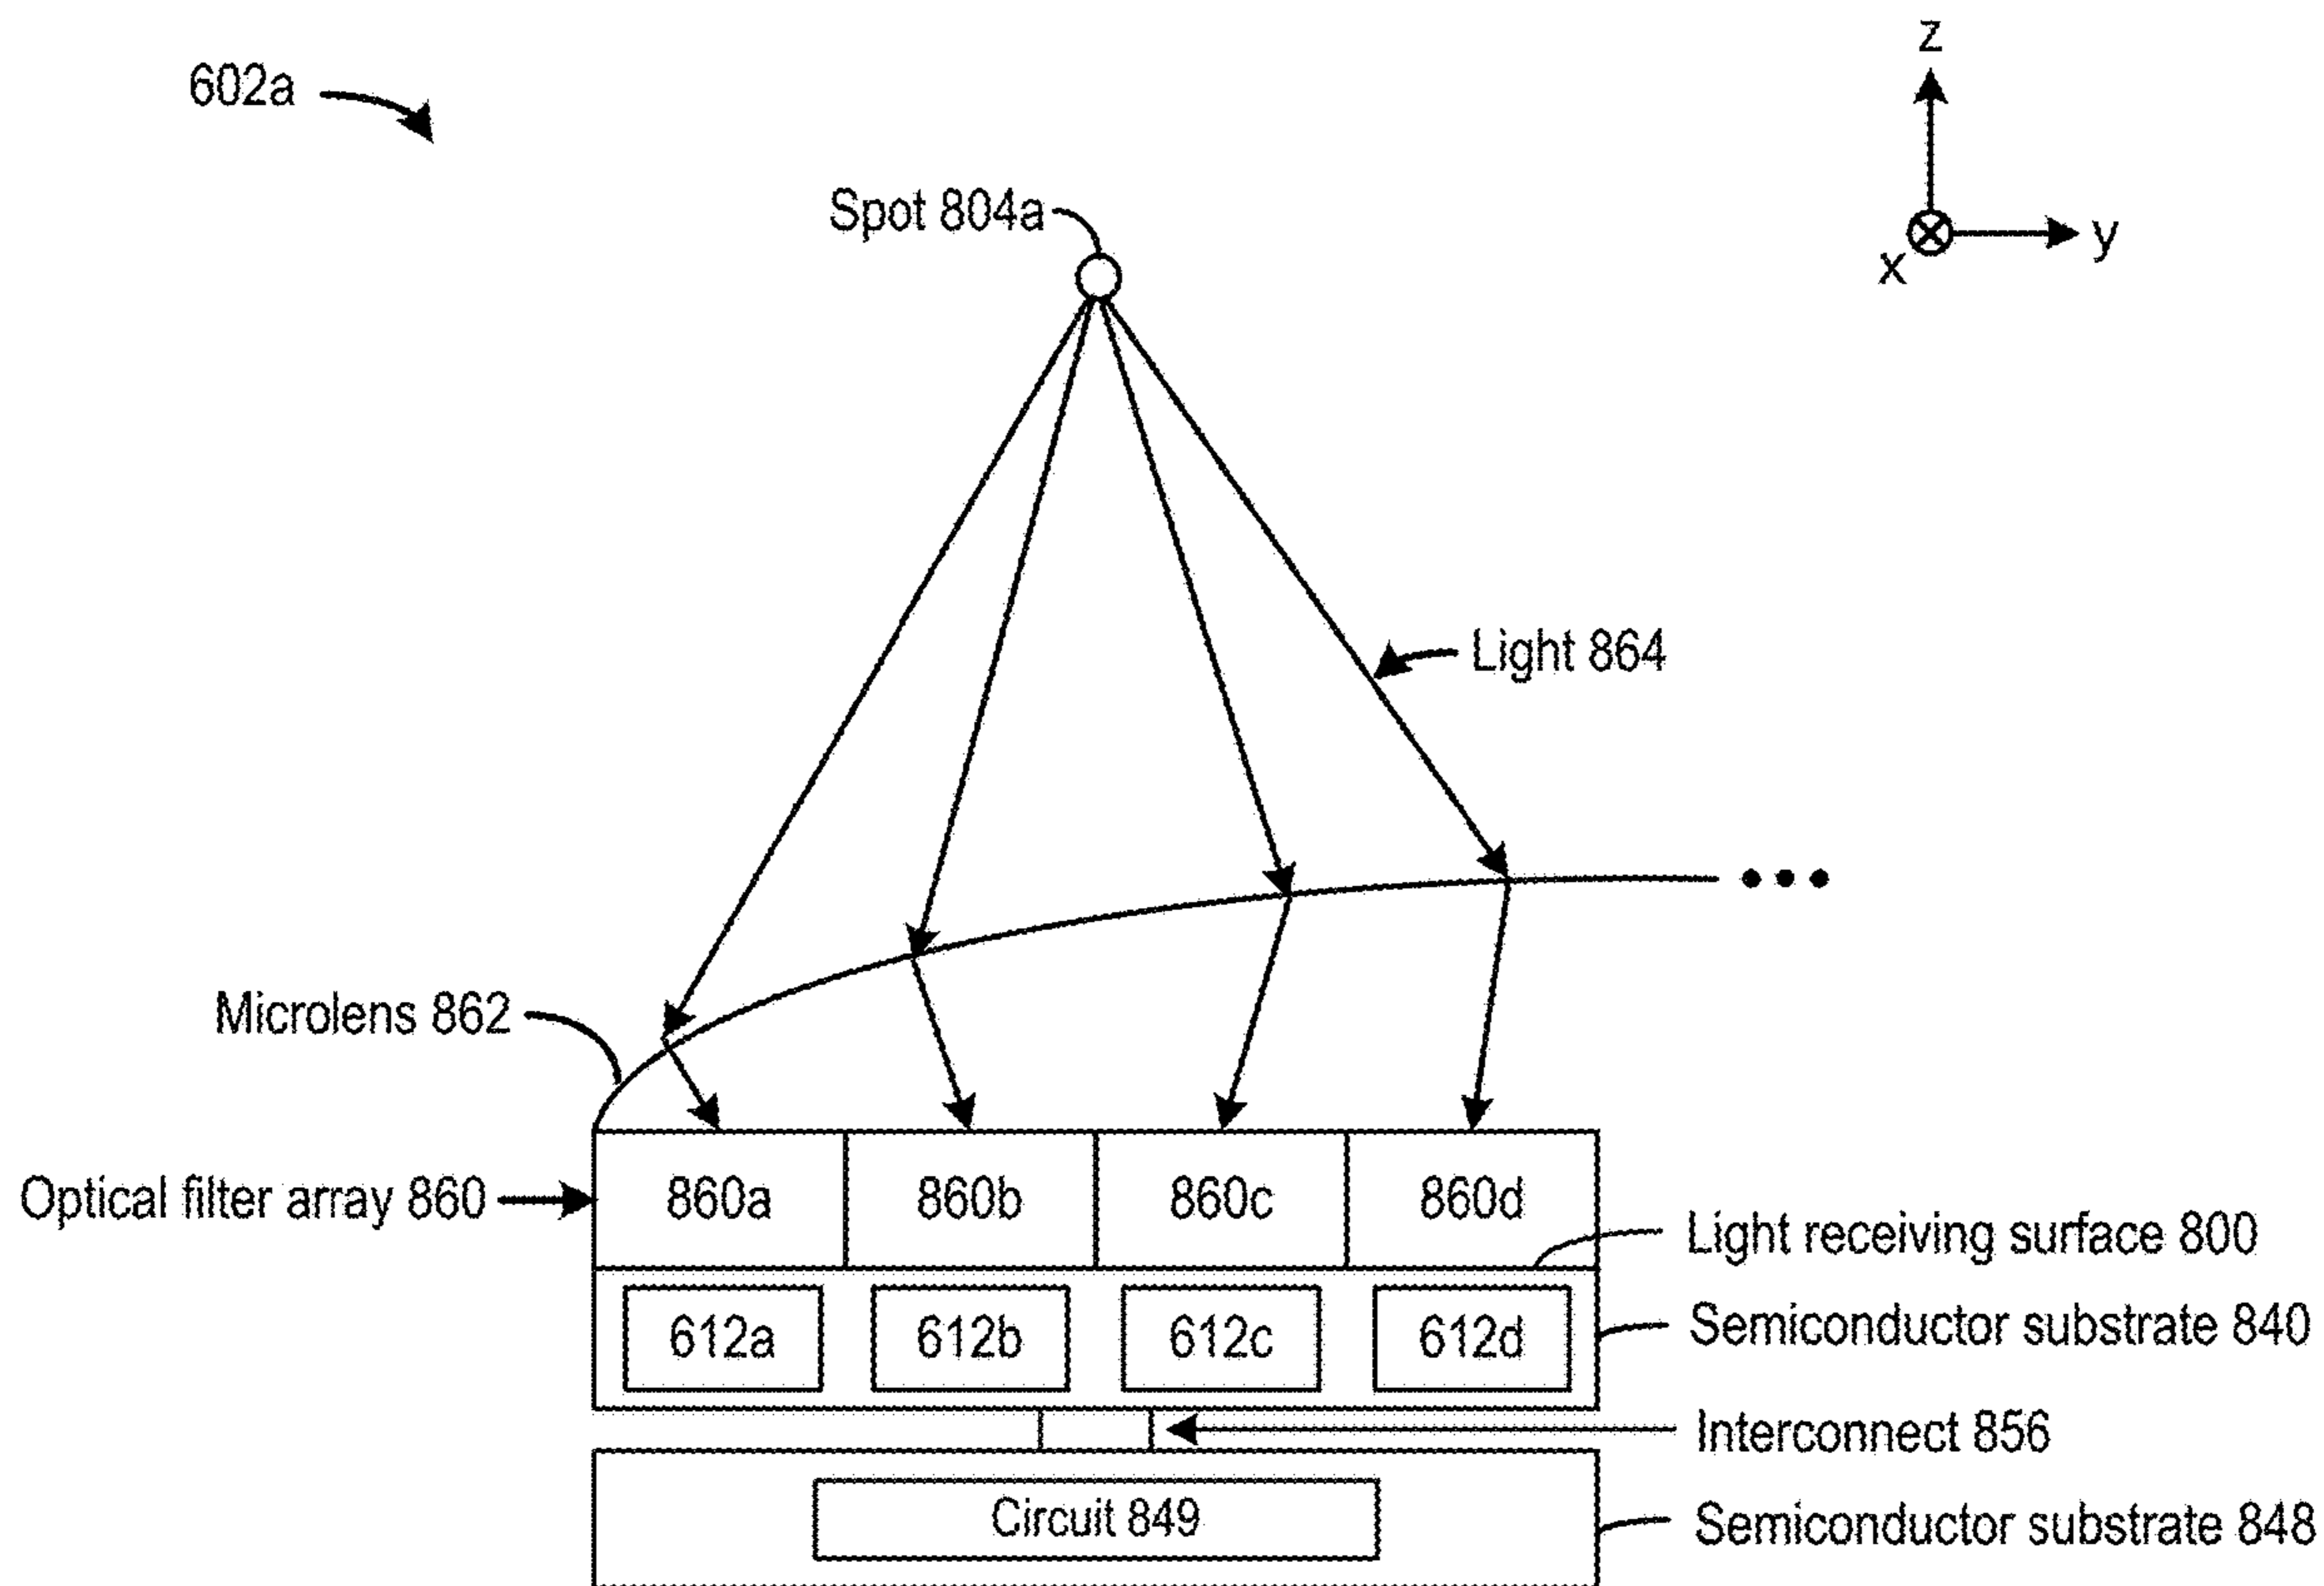 602a
z
Spot 804a
y
x
Light 864
Microlens 862
Optical filter array 860
860a
860b
860c
860d
Light receiving surface 800
612a
612b
612c
612d
Semiconductor substrate 840
Interconnect 856
Circuit 849
Semiconductor substrate 848